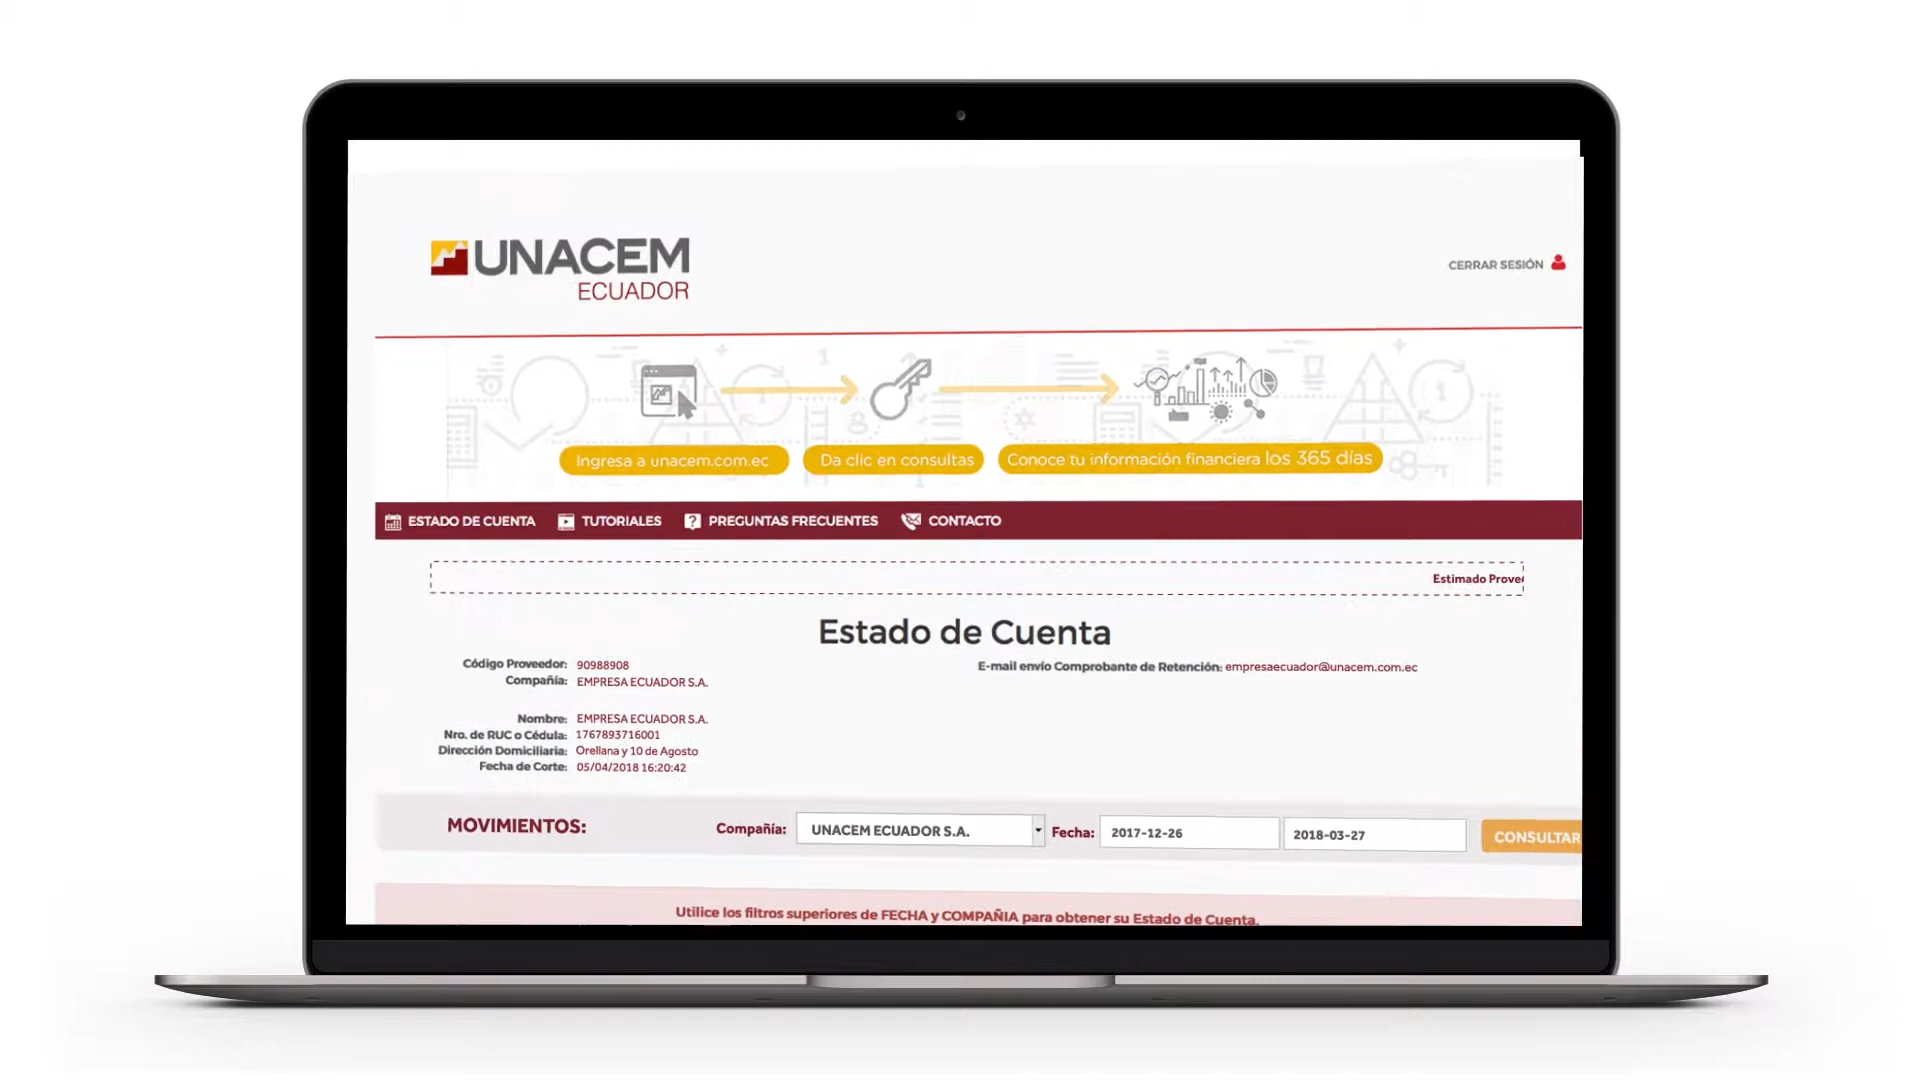 UNACEM
ECUADOR
CERRAR SESIÓN
Ingresa a unacem.com.ec
Da clic en consultas
Conoce tu información financiera los 365 días
ESTADO DE CUENTA
TUTORIALES
PREGUNTAS FRECUENTES
CONTACTO
Estimado Prove
Estado de Cuenta
Código Proveedor: 90988908
Compañía: EMPRESA ECUADOR S.A.
E-mail envío Comprobante de Retención: empresaecuador@unacem.com.ec
Nombre: EMPRESA ECUADOR S.A.
Nro. de RUC o Cédula: 1767893716001
Dirección Domiciliaria: Orellana y 10 de Agosto
Fecha de Corte: 05/04/2018 16:20:42
MOVIMIENTOS:
Compañía: UNACEM ECUADOR S.A.
Fecha: 2017-12-26 2018-03-27
CONSULTAR
Utilice los filtros superiores de FECHA y COMPAÑIA para obtener su Estado de Cuenta.